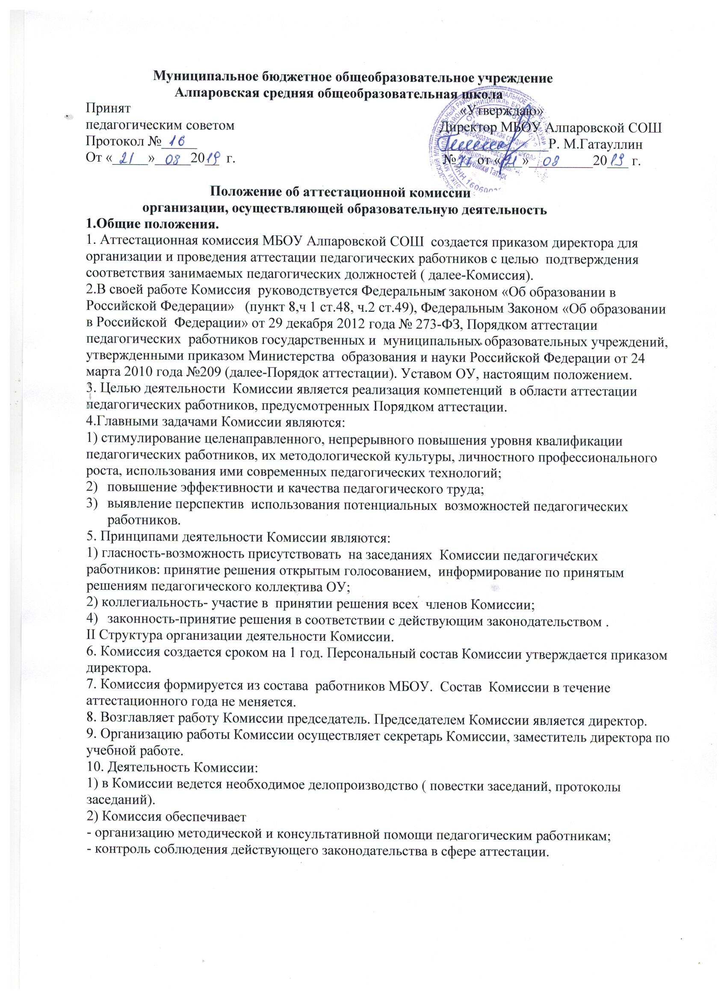 Муниципальное бюджетное общеобразовательное учреждение
Алпаровская средняя общеобразовательная школа
Принят «Утверждаю»
педагогическим советом Директор МБОУ Алпаровской СОШ
Протокол № 16 Р. М.Гатауллин
От «21» 08 2019 г. № от «21» 08 2019 г.
Положение об аттестационной комиссии
организации, осуществляющей образовательную деятельность
1.Общие положения.
1. Аттестационная комиссия МБОУ Алпаровской СОШ создается приказом директора для
организации и проведения аттестации педагогических работников с целью подтверждения
соответствия занимаемых педагогических должностей ( далее-Комиссия).
2.В своей работе Комиссия руководствуется Федеральным законом «Об образовании в
Российской Федерации» (пункт 8,ч 1 ст.48, ч.2 ст.49), Федеральным Законом «Об образовании
в Российской Федерации» от 29 декабря 2012 года № 273-ФЗ, Порядком аттестации
педагогических работников государственных и муниципальных образовательных учреждений,
утвержденными приказом Министерства образования и науки Российской Федерации от 24
марта 2010 года №209 (далее-Порядок аттестации). Уставом ОУ, настоящим положением.
3. Целью деятельности Комиссии является реализация компетенций в области аттестации
педагогических работников, предусмотренных Порядком аттестации.
4.Главными задачами Комиссии являются:
1) стимулирование целенаправленного, непрерывного повышения уровня квалификации
педагогических работников, их методологической культуры, личностного профессионального
роста, использования ими современных педагогических технологий;
2) повышение эффективности и качества педагогического труда;
3) выявление перспектив использования потенциальных возможностей педагогических
работников.
5. Принципами деятельности Комиссии являются:
1) гласность-возможность присутствовать на заседаниях Комиссии педагогических
работников: принятие решения открытым голосованием, информирование по принятым
решениям педагогического коллектива ОУ;
2) коллегиальность- участие в принятии решения всех членов Комиссии;
4) законность-принятие решения в соответствии с действующим законодательством .
II Структура организации деятельности Комиссии.
6. Комиссия создается сроком на 1 год. Персональный состав Комиссии утверждается приказом
директора.
7. Комиссия формируется из состава работников МБОУ. Состав Комиссии в течение
аттестационного года не меняется.
8. Возглавляет работу Комиссии председатель. Председателем Комиссии является директор.
9. Организацию работы Комиссии осуществляет секретарь Комиссии, заместитель директора по
учебной работе.
10. Деятельность Комиссии:
1) в Комиссии ведется необходимое делопроизводство ( повестки заседаний, протоколы
заседаний).
2) Комиссия обеспечивает
- организацию методической и консультативной помощи педагогическим работникам;
- контроль соблюдения действующего законодательства в сфере аттестации.